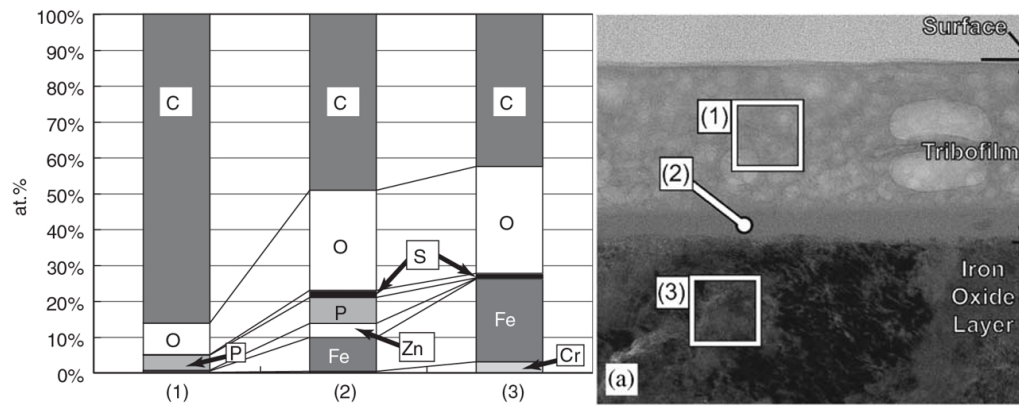 100%
90%
80%
70%
60%
50%
40%
30%
20%
10%
0%
at.%
C
O
P
C
O
S
P
Zn
Fe
C
O
Fe
Cr
(1)
(2)
(3)
Surface
(1)
Tribofilm
(2)
Iron
Oxide
Layer
(3)
(a)